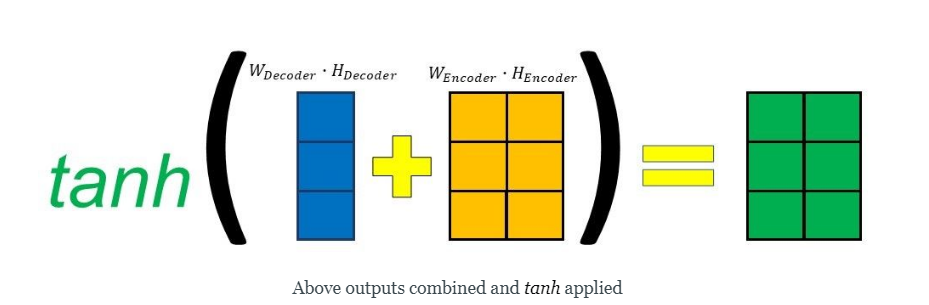 W_Decoder · H_Decoder
W_Encoder · H_Encoder
tanh
Above outputs combined and tanh applied